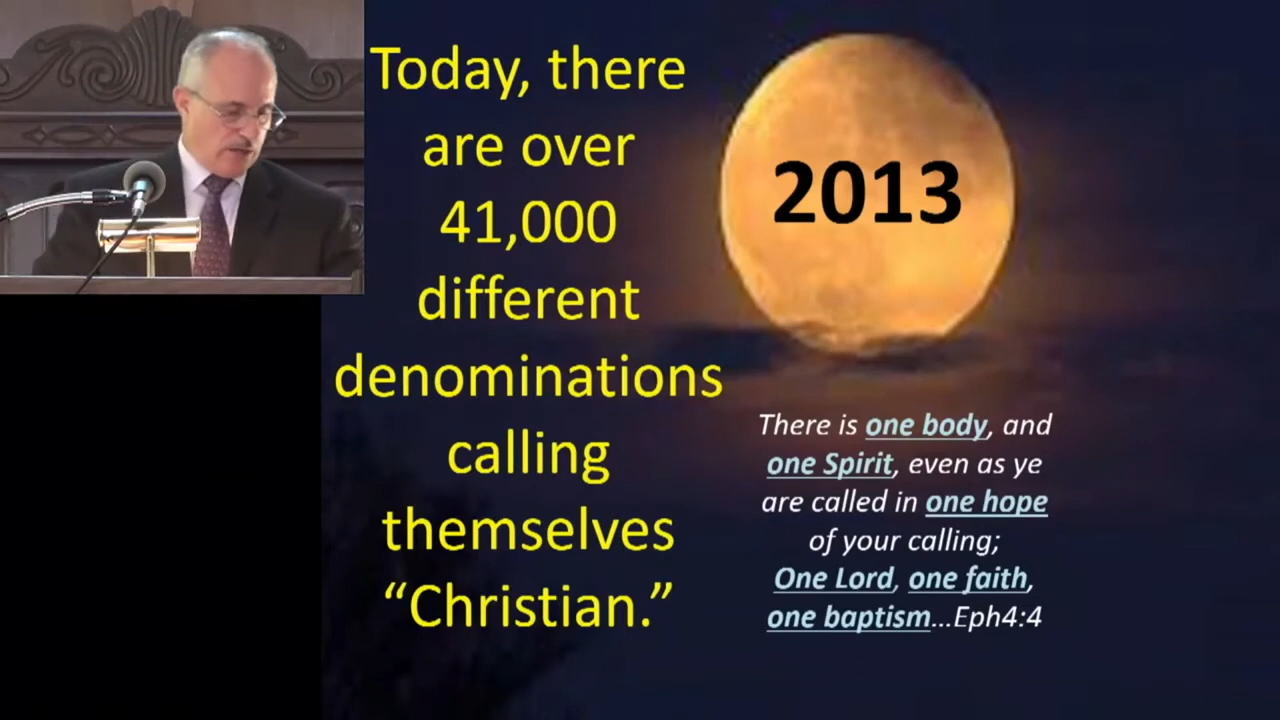 Today, there
are over
41,000
different
denominations
calling
themselves
“Christian.”
2013
There is one body, and
one Spirit, even as ye
are called in one hope
of your calling;
One Lord, one faith,
one baptism...Eph4:4